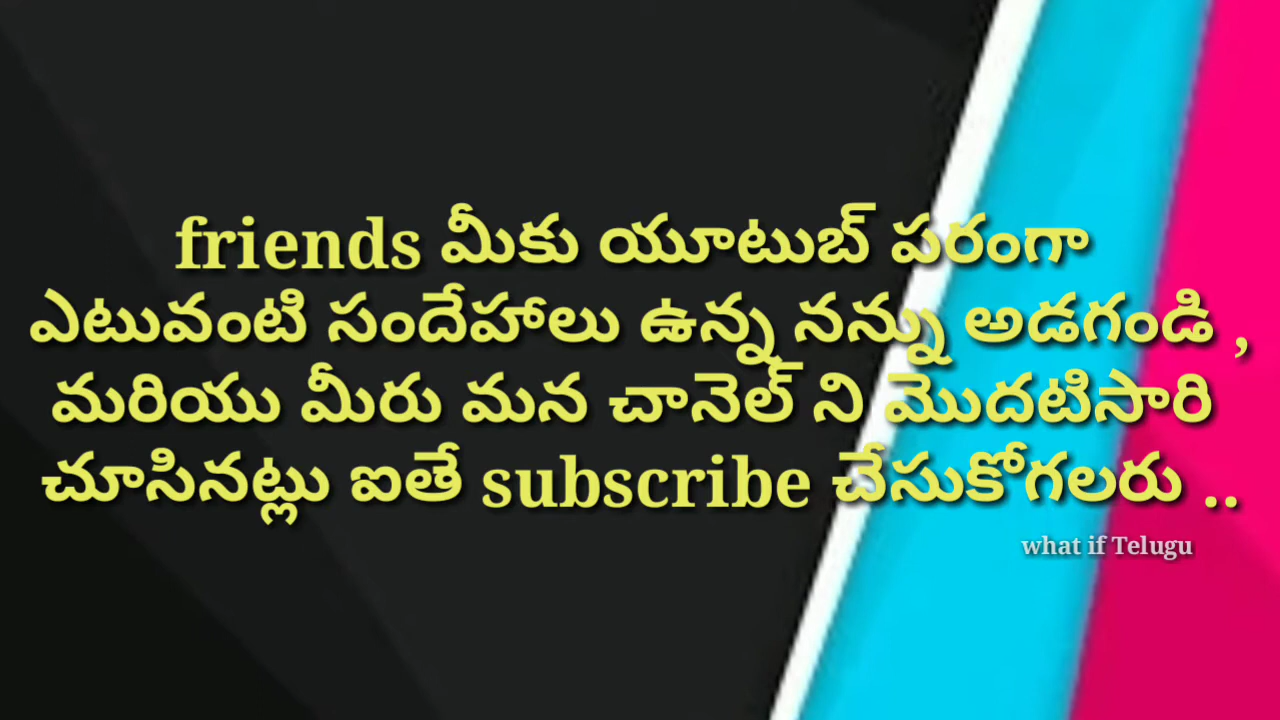 friends మీకు యూటుబ్ పరంగా
ఎటువంటి సందేహాలు ఉన్న నన్ను అడగండి ,
మరియు మీరు మన చానెల్ ని మొదటిసారి
చూసినట్లు ఐతే subscribe చేసుకోగలరు ..
what if Telugu